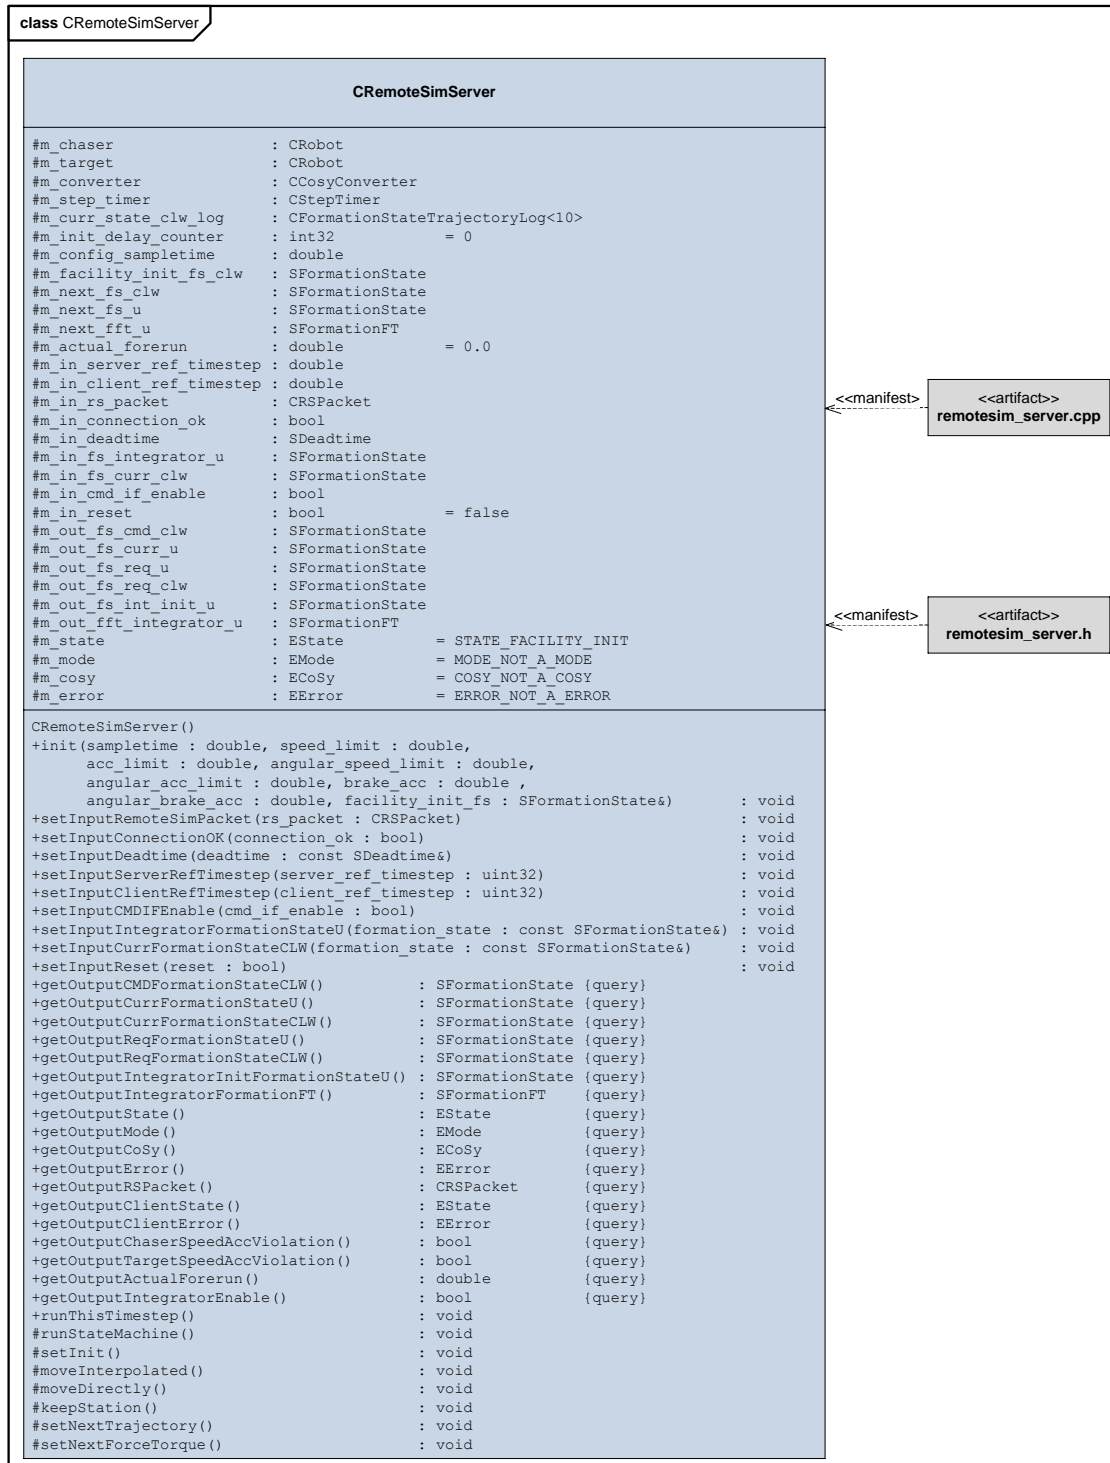 class CRemoteSimServer
CRemoteSimServer
#m_chaser : CRobot
#m_target : CRobot
#m_converter : CCosyConverter
#m_step_timer : CStepTimer
#m_curr_state_clw_log : CFormationStateTrajectoryLog<10>
#m_init_delay_counter : int32 = 0
#m_config_sampletime : double
#m_facility_init_fs_clw : SFormationState
#m_next_fs_clw : SFormationState
#m_next_fs_u : SFormationState
#m_next_fft_u : SFormationFT
#m_actual_forerun : double = 0.0
#m_in_server_ref_timestep : double
#m_in_client_ref_timestep : double
#m_in_rs_packet : CRSPacket
#m_in_connection_ok : bool
#m_in_deadtime : SDeadtime
#m_in_fs_integrator_u : SFormationState
#m_in_fs_curr_clw : SFormationState
#m_in_cmd_if_enable : bool
#m_in_reset : bool = false
#m_out_fs_cmd_clw : SFormationState
#m_out_fs_curr_u : SFormationState
#m_out_fs_req_u : SFormationState
#m_out_fs_req_clw : SFormationState
#m_out_fs_int_init_u : SFormationState
#m_out_fft_integrator_u : SFormationFT
#m_state : EState = STATE_FACILITY_INIT
#m_mode : EMode = MODE_NOT_A_MODE
#m_cosy : ECoSy = COSY_NOT_A_COSY
#m_error : EError = ERROR_NOT_A_ERROR
<<manifest>
<<artifact>>
remotesim_server.cpp
<<manifest>
<<artifact>>
remotesim_server.h
CRemoteSimServer()
+init(sampletime : double, speed_limit : double,
acc_limit : double, angular_speed_limit : double,
angular_acc_limit : double, brake_acc : double ,
angular_brake_acc : double, facility_init_fs : SFormationState&) : void
+setInputRemoteSimPacket(rs_packet : CRSPacket) : void
+setInputConnectionOK(connection_ok : bool) : void
+setInputDeadtime(deadtime : const SDeadtime&) : void
+setInputServerRefTimestep(server_ref_timestep : uint32) : void
+setInputClientRefTimestep(client_ref_timestep : uint32) : void
+setInputCMDIFEnable(cmd_if_enable : bool) : void
+setInputIntegratorFormationStateU(formation_state : const SFormationState&) : void
+setInputCurrFormationStateCLW(formation_state : const SFormationState&) : void
+setInputReset(reset : bool) : void
+getOutputCMDFormationStateCLW() : SFormationState {query}
+getOutputCurrFormationStateU() : SFormationState {query}
+getOutputCurrFormationStateCLW() : SFormationState {query}
+getOutputReqFormationStateU() : SFormationState {query}
+getOutputReqFormationStateCLW() : SFormationState {query}
+getOutputIntegratorInitFormationStateU() : SFormationState {query}
+getOutputIntegratorFormationFT() : SFormationFT {query}
+getOutputState() : EState {query}
+getOutputMode() : EMode {query}
+getOutputCoSy() : ECoSy {query}
+getOutputError() : EError {query}
+getOutputRSPacket() : CRSPacket {query}
+getOutputClientState() : EState {query}
+getOutputClientError() : EError {query}
+getOutputChaserSpeedAccViolation() : bool {query}
+getOutputTargetSpeedAccViolation() : bool {query}
+getOutputActualForerun() : double {query}
+getOutputIntegratorEnable() : bool {query}
+runThisTimestep() : void
#runStateMachine() : void
#setInit() : void
#moveInterpolated() : void
#moveDirectly() : void
#keepStation() : void
#setNextTrajectory() : void
#setNextForceTorque() : void